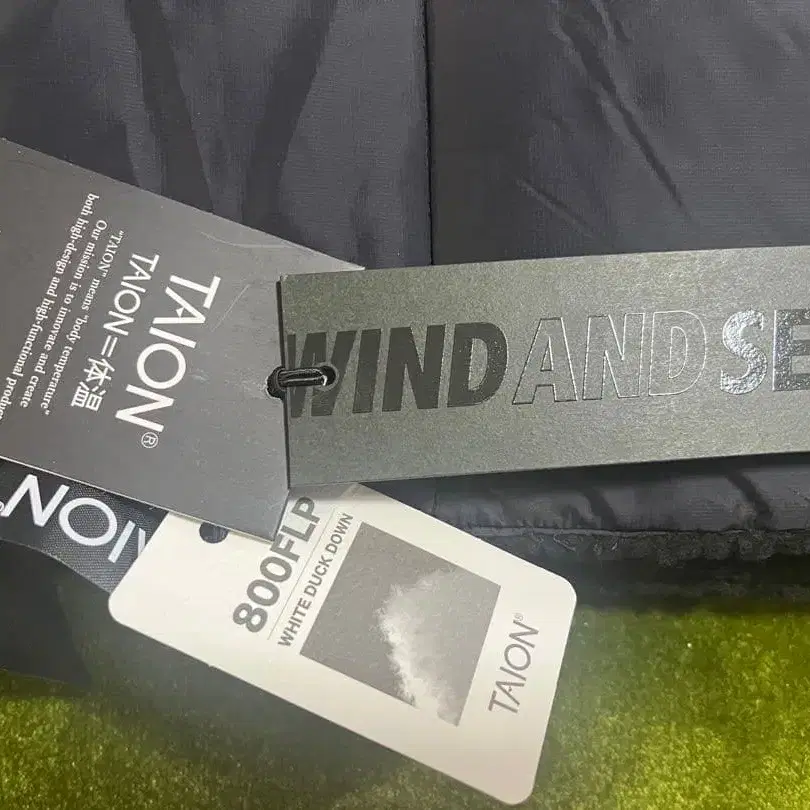 TAION®
TAION=体温
"TAION" means "body temperature"
Our mission is to innovate and create
both high-design and high-functional
WIND AND SE
800FLP
WHITE DUCK DOWN
TAION®